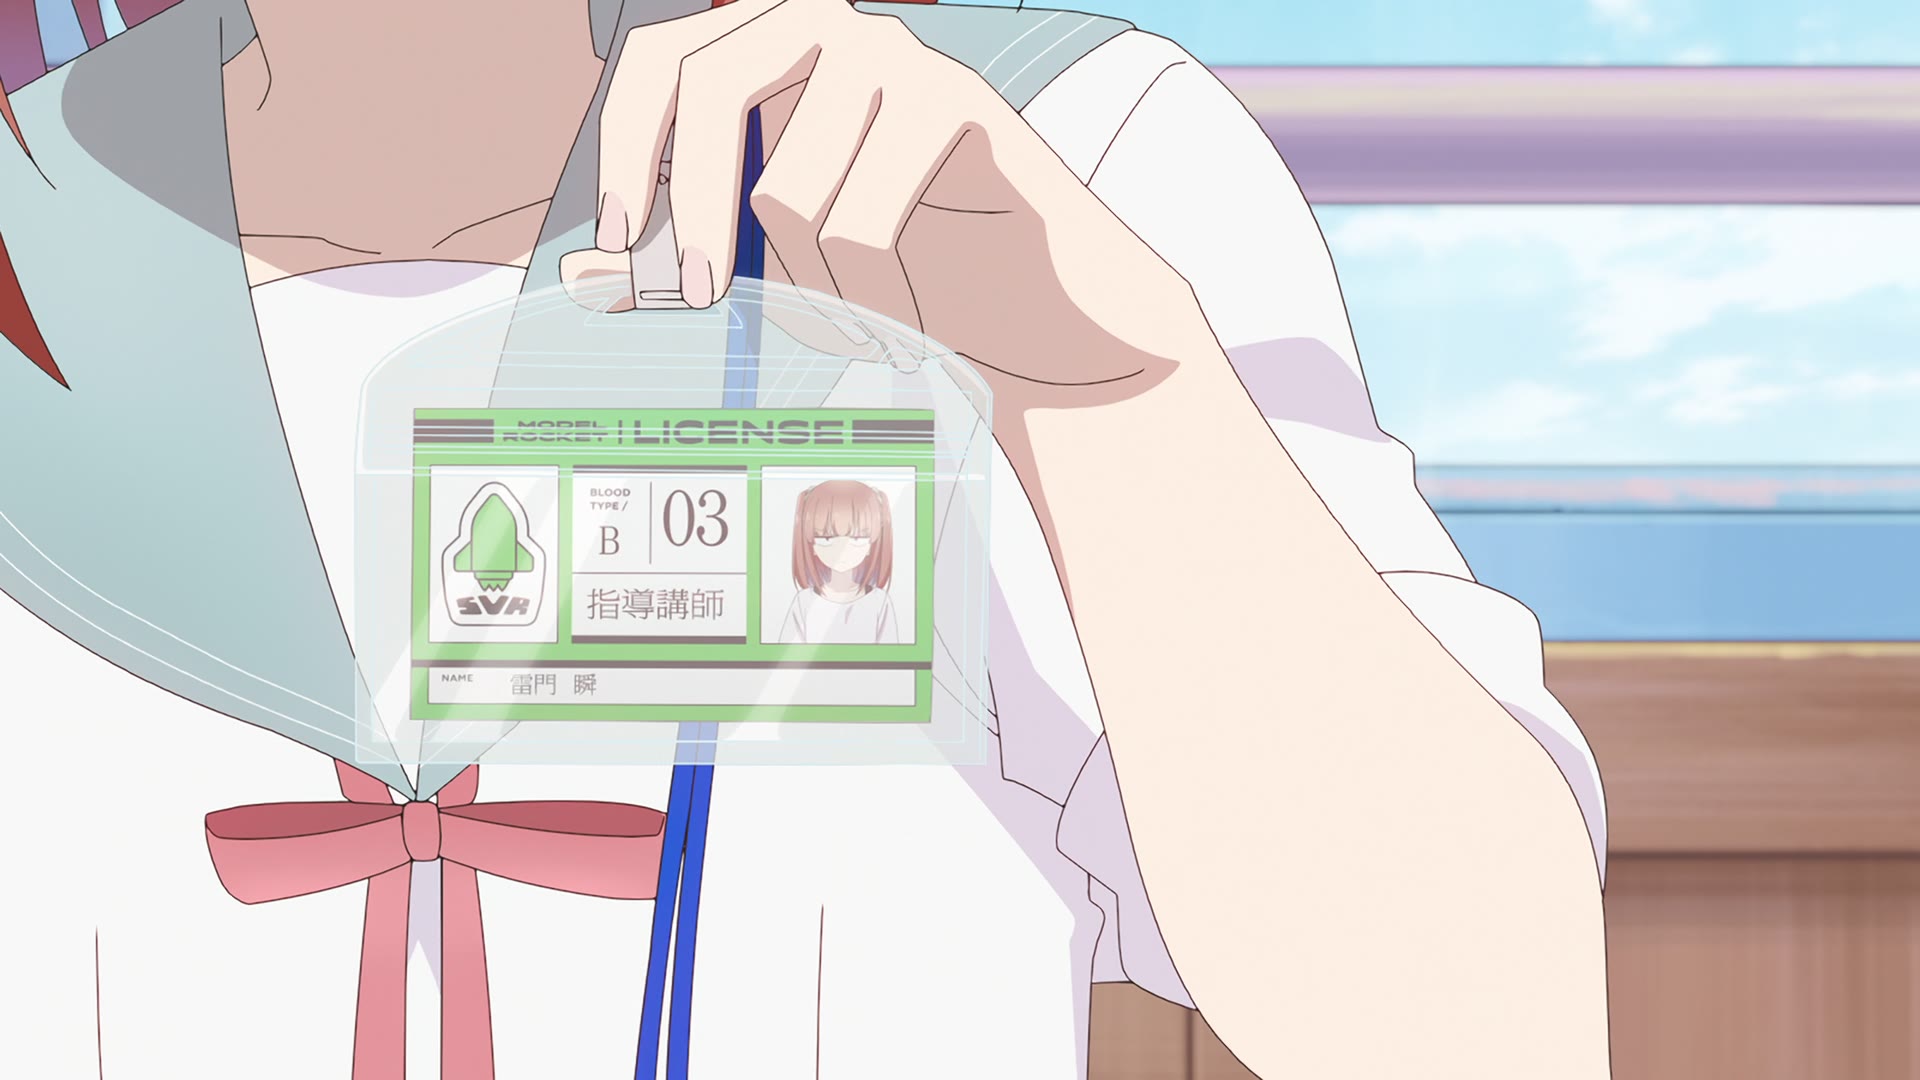 MODEL ROCKET | LICENSE
SVR
BLOOD TYPE /
B
03
指導講師
NAME 雷門 瞬